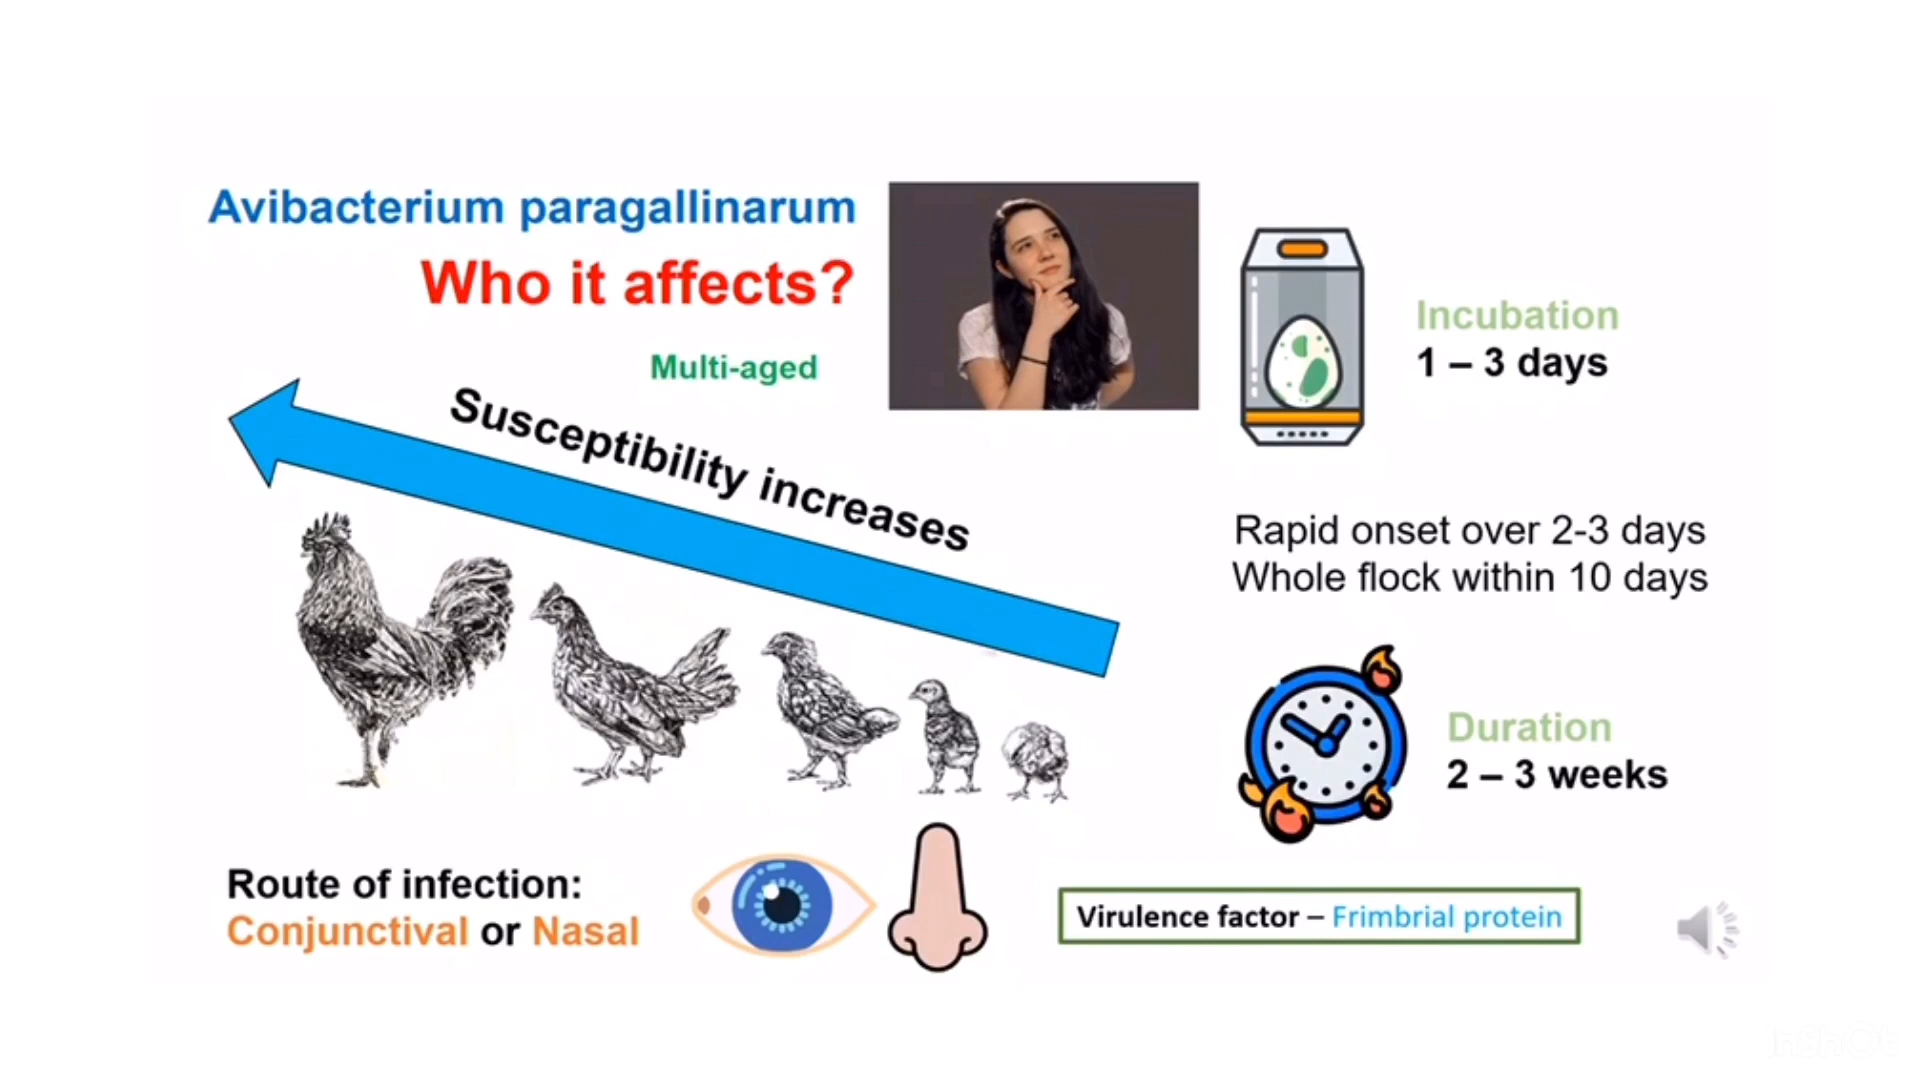 Avibacterium paragallinarum
Who it affects?
Multi-aged
Susceptibility increases
Incubation
1 – 3 days
Rapid onset over 2-3 days
Whole flock within 10 days
Duration
2 – 3 weeks
Route of infection:
Conjunctival or Nasal
Virulence factor – Frimbrial protein